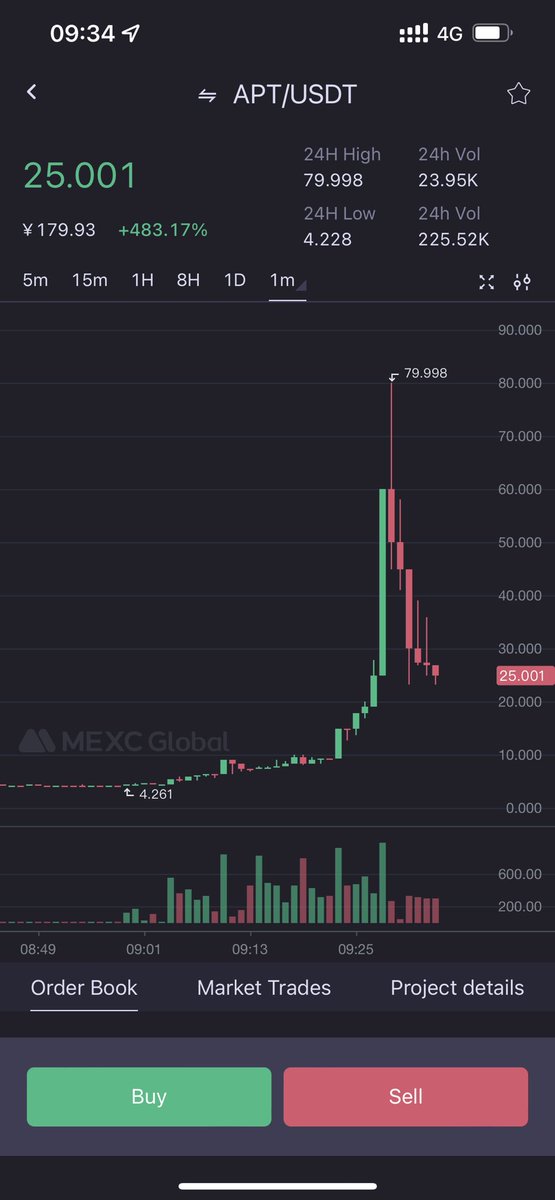 09:34 4G
APT/USDT
25.001
¥179.93 +483.17%
24H High
79.998
24h Vol
23.95K
24H Low
4.228
24h Vol
225.52K
5m 15m 1H 8H 1D 1m
90.000
79.998
80.000
70.000
60.000
50.000
40.000
30.000
25.001
20.000
MEXC Global
10.000
4.261
0.000
600.00
200.00
08:49 09:01 09:13 09:25
Order Book Market Trades Project details
Buy Sell